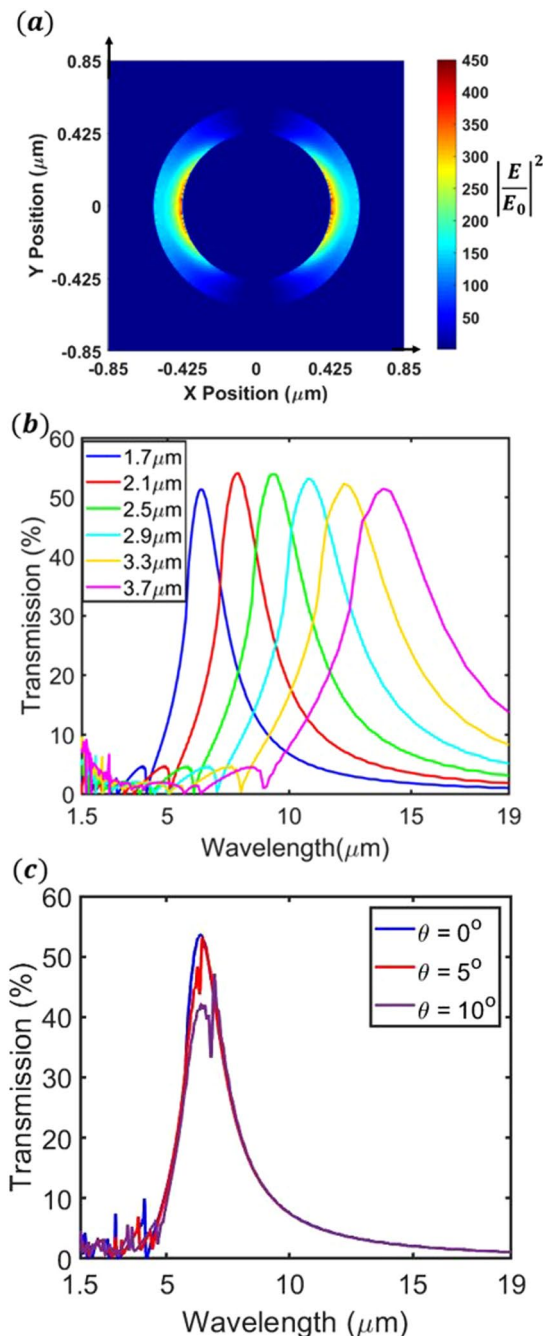 (a)
0.85
0.425
0
-0.425
-0.85
Y Position (μm)
-0.85 -0.425 0 0.425 0.85
X Position (μm)
450
400
350
300
250
200
150
100
50
|E/E₀|²
(b)
60
50
40
30
20
10
0
Transmission (%)
1.7μm
2.1μm
2.5μm
2.9μm
3.3μm
3.7μm
1.5 5 10 15 19
Wavelength(μm)
(c)
60
50
40
30
20
10
0
Transmission (%)
θ = 0°
θ = 5°
θ = 10°
1.5 5 10 15 19
Wavelength (μm)